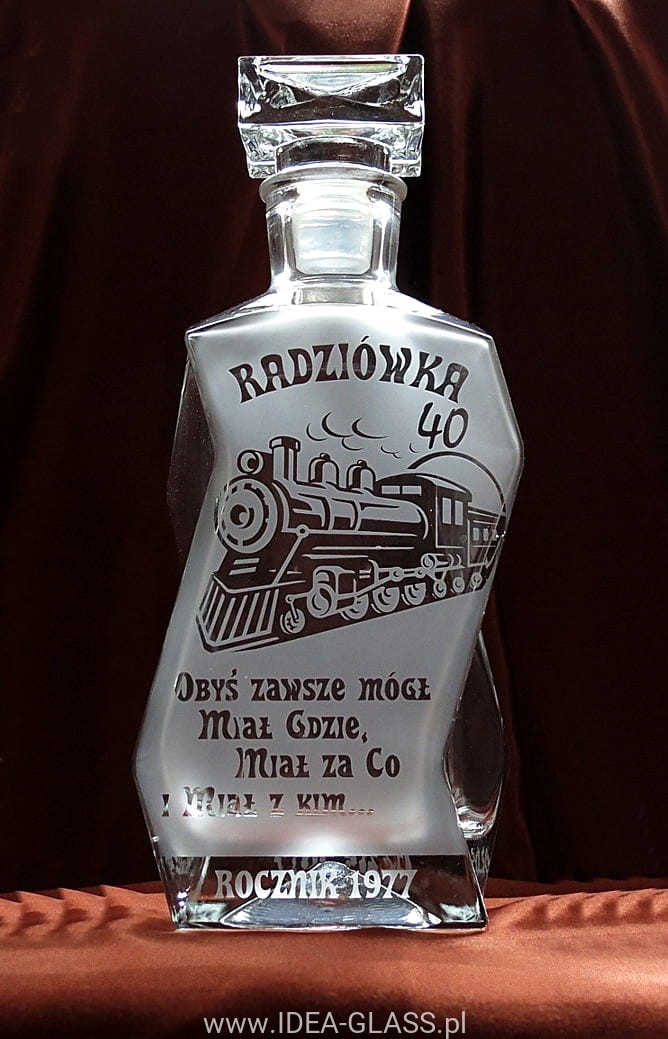 RADZIÓWKA
40
Obyś zawsze mógł
Miał Gdzie,
Miał za Co
i Miał z kim...
ROCZNIK 1977
www.IDEA-GLASS.pl